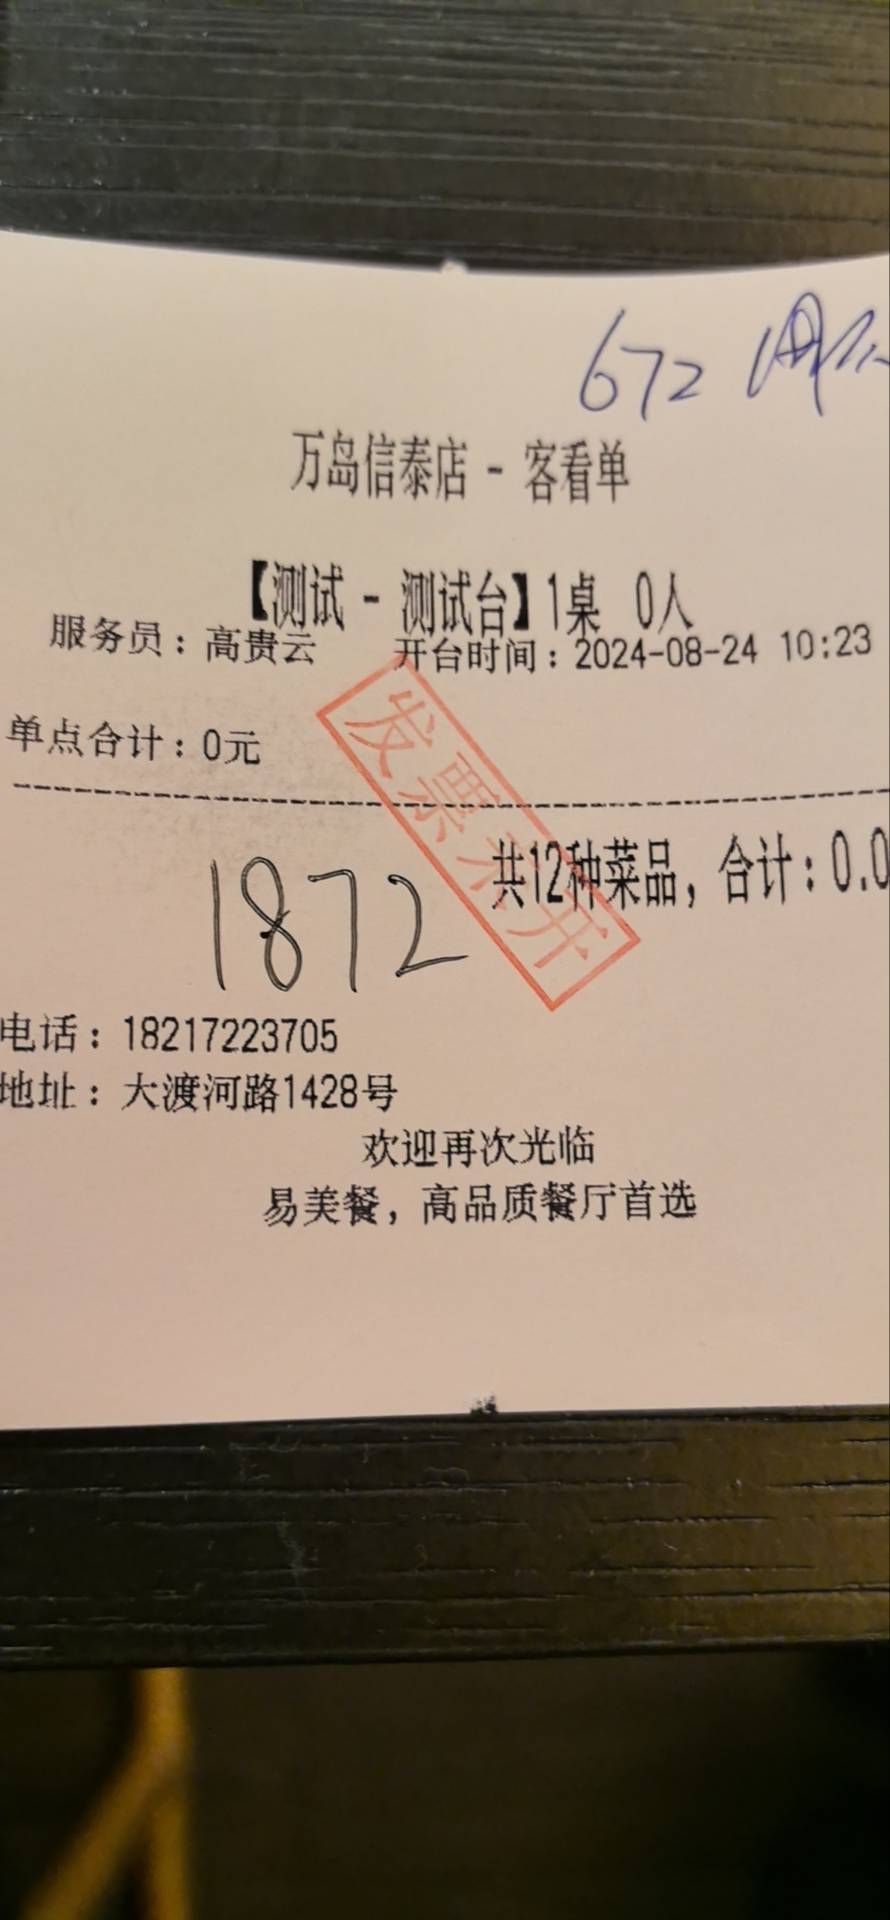 672
万岛信泰店 - 客看单
【测试 - 测试台】1桌 0人
服务员：高贵云 开台时间：2024-08-24 10:23
单点合计：0元
发票未开
共12种菜品，合计：0.0
1872
电话：18217223705
地址：大渡河路1428号
欢迎再次光临
易美餐，高品质餐厅首选